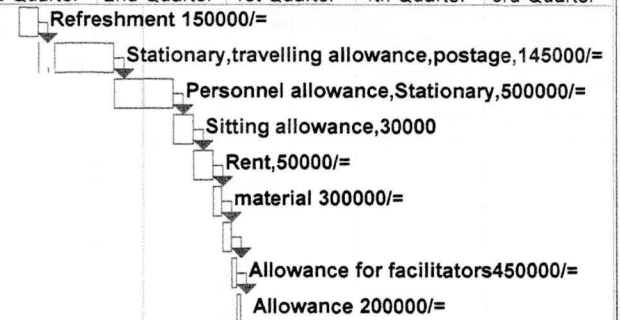 Refreshment 150000/=
Stationary,travelling allowance,postage,145000/=
Personnel allowance,Stationary,500000/=
Sitting allowance,30000
Rent,50000/=
material 300000/=
Allowance for facilitators450000/=
Allowance 200000/=